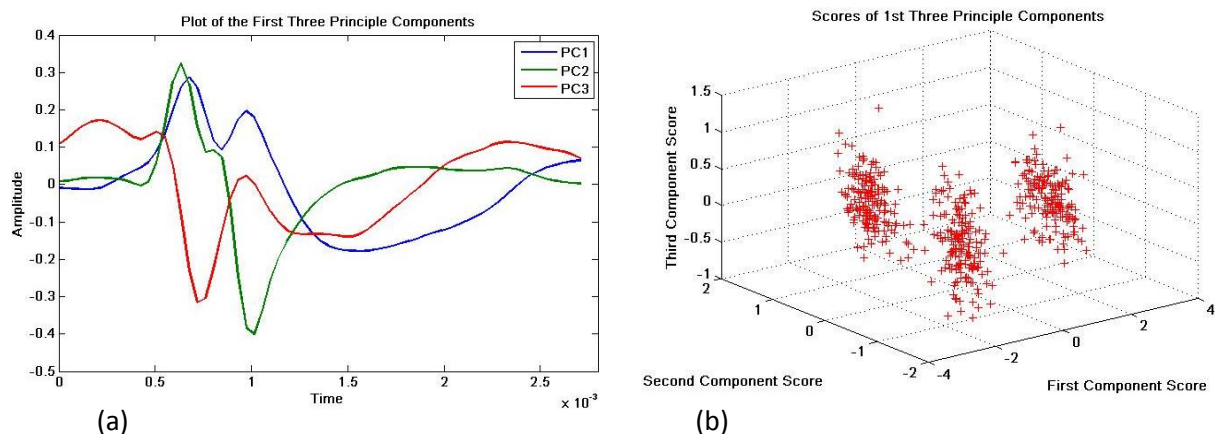 Plot of the First Three Principle Components
0.4
0.3
0.2
0.1
0
-0.1
-0.2
-0.3
-0.4
-0.5
Amplitude
PC1
PC2
PC3
0
0.5
1
1.5
2
2.5
Time
x 10⁻³
(a)
Scores of 1st Three Principle Components
1.5
1
0.5
0
-0.5
-1
Third Component Score
2
1
0
-1
-2
Second Component Score
-4
-2
0
2
4
First Component Score
(b)